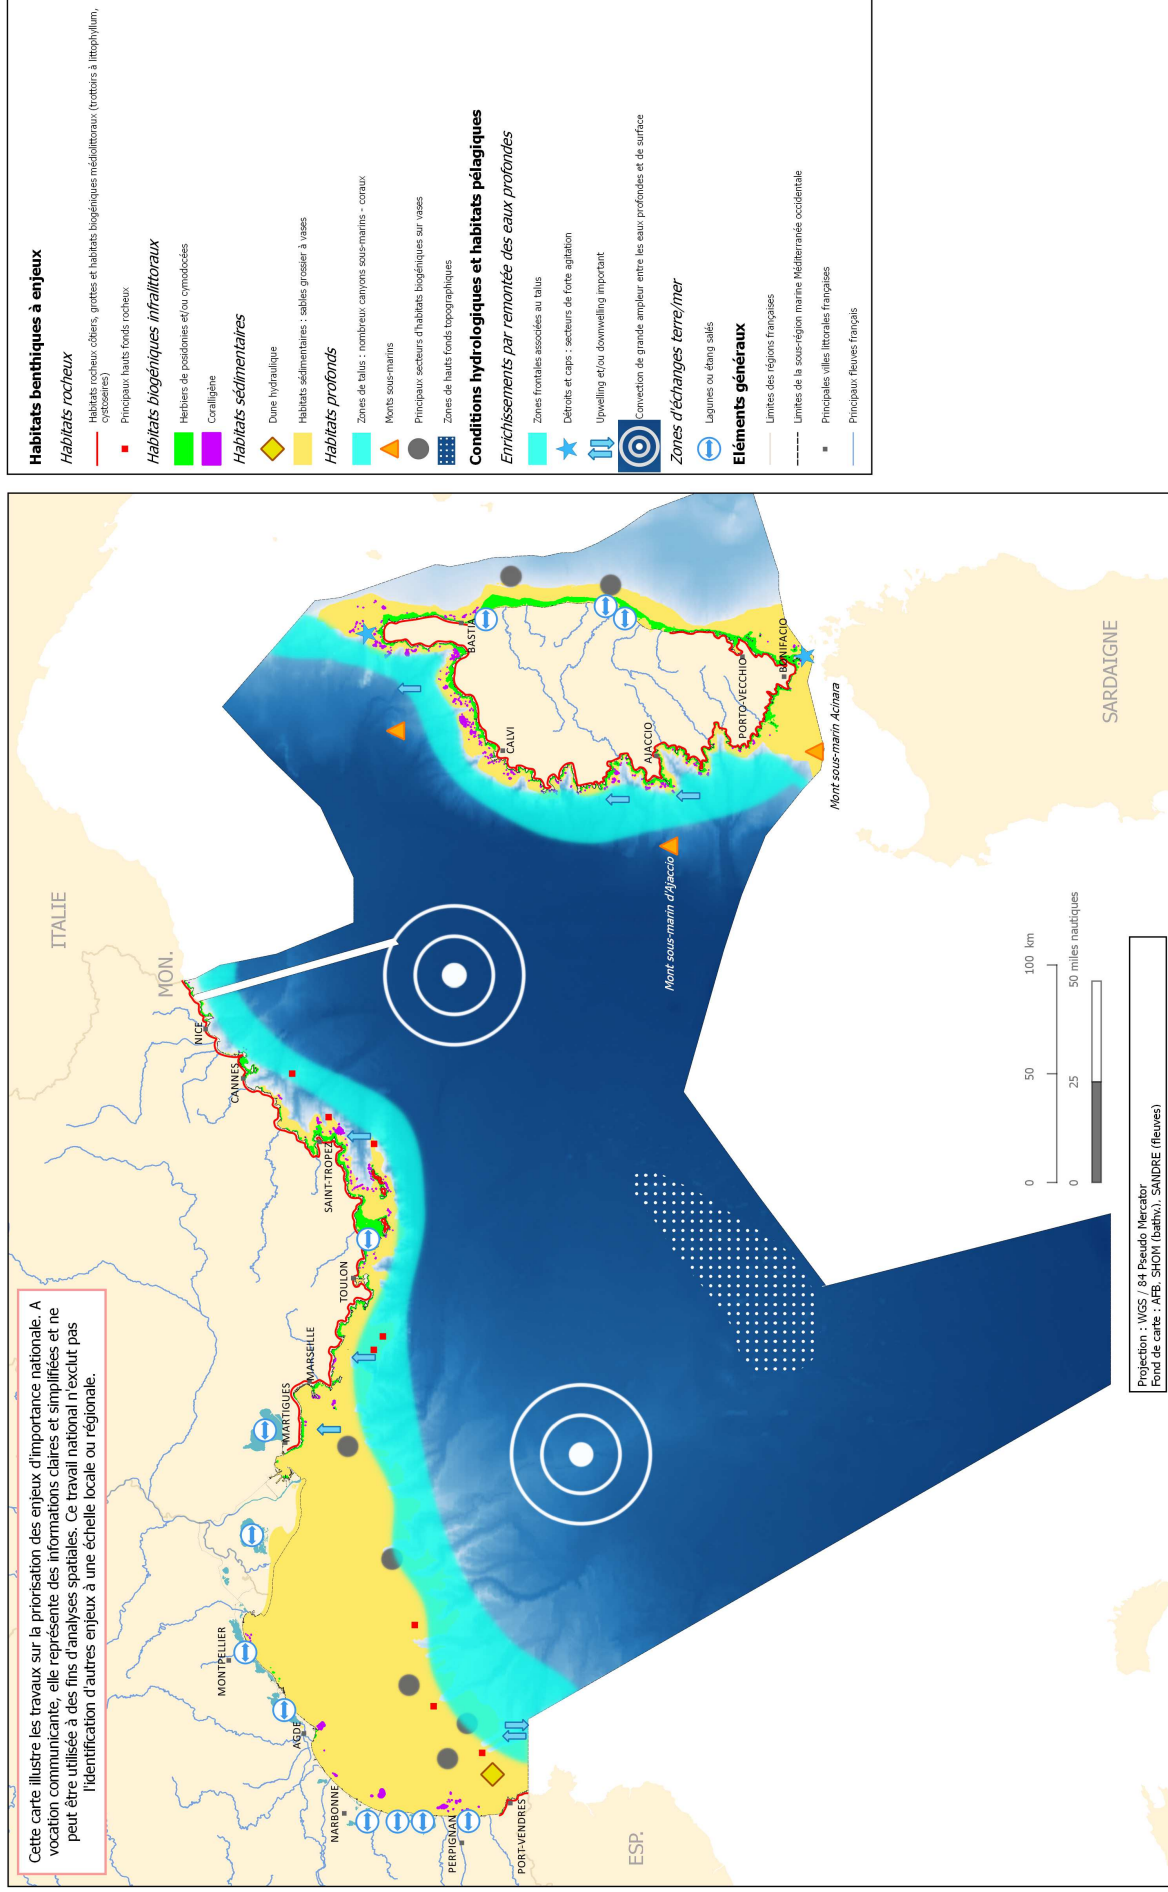 Cette carte illustre les travaux sur la priorisation des enjeux d'importance nationale. A
vocation communicante, elle représente des informations claires et simplifiées et ne
peut être utilisée à des fins d'analyses spatiales. Ce travail national n'exclut pas
l'identification d'autres enjeux à une échelle locale ou régionale.
ITALIE
MON.
NICE
CANNES
SAINT-TROPEZ
TOULON
MARSEILLE
MARTIGUES
MONTPELLIER
AGDE
NARBONNE
PERPIGNAN
PORT-VENDRES
ESP.
BASTIA
CALVI
AJACCIO
PORTO-VECCHIO
BONIFACIO
Mont sous-marin d'Ajaccio
Mont sous-marin Acinara
SARDAIGNE
0 50 100 km
0 25 50 miles nautiques
Projection : WGS / 84 Pseudo Mercator
Fond de carte : AFB, SHOM (bathy.), SANDRE (fleuves)
Habitats benthiques à enjeux
Habitats rocheux
Habitats rocheux côtiers, grottes et habitats biogéniques médiolittoraux (trottoirs à littophyllum,
cystoseires)
Principaux hauts fonds rocheux
Habitats biogéniques infralittoraux
Herbiers de posidonies et/ou cymodocées
Coralligène
Habitats sédimentaires
Dune hydraulique
Habitats sédimentaires : sables grossier à vases
Habitats profonds
Zones de talus : nombreux canyons sous-marins - coraux
Monts sous-marins
Principaux secteurs d'habitats biogéniques sur vases
Zones de hauts fonds topographiques
Conditions hydrologiques et habitats pélagiques
Enrichissements par remontée des eaux profondes
Zones frontales associées au talus
Détroits et caps : secteurs de forte agitation
Upwelling et/ou downwelling important
Convection de grande ampleur entre les eaux profondes et de surface
Zones d'échanges terre/mer
Lagunes ou étang salés
Elements généraux
Limites des régions françaises
Limites de la sous-région marine Méditerranée occidentale
Principales villes littorales françaises
Principaux fleuves français